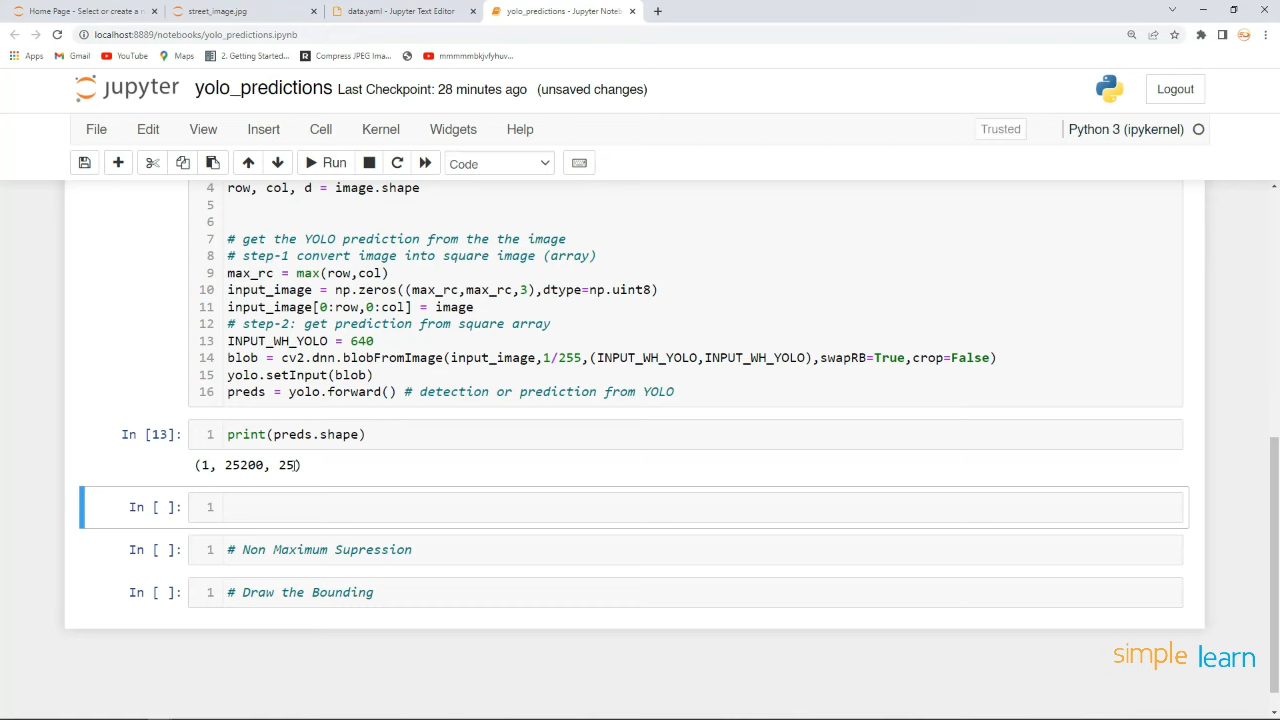 Home Page - Select or create a n
street_image.jpg
data.yaml - Jupyter Text Editor
yolo_predictions - Jupyter Noteb
localhost:8889/notebooks/yolo_predictions.ipynb
Apps
Gmail
YouTube
Maps
2. Getting Started...
Compress JPEG Ima...
mmmmmbkjvfyhuv...
jupyter
yolo_predictions Last Checkpoint: 28 minutes ago (unsaved changes)
Logout
File Edit View Insert Cell Kernel Widgets Help
Trusted
Python 3 (ipykernel)
Run
Code
4 row, col, d = image.shape
5
6
7 # get the YOLO prediction from the the image
8 # step-1 convert image into square image (array)
9 max_rc = max(row,col)
10 input_image = np.zeros((max_rc,max_rc,3),dtype=np.uint8)
11 input_image[0:row,0:col] = image
12 # step-2: get prediction from square array
13 INPUT_WH_YOLO = 640
14 blob = cv2.dnn.blobFromImage(input_image,1/255,(INPUT_WH_YOLO,INPUT_WH_YOLO),swapRB=True,crop=False)
15 yolo.setInput(blob)
16 preds = yolo.forward() # detection or prediction from YOLO
In [13]: 1 print(preds.shape)
(1, 25200, 25)
In [ ]: 1
In [ ]: 1 # Non Maximum Supression
In [ ]: 1 # Draw the Bounding
simplelearn